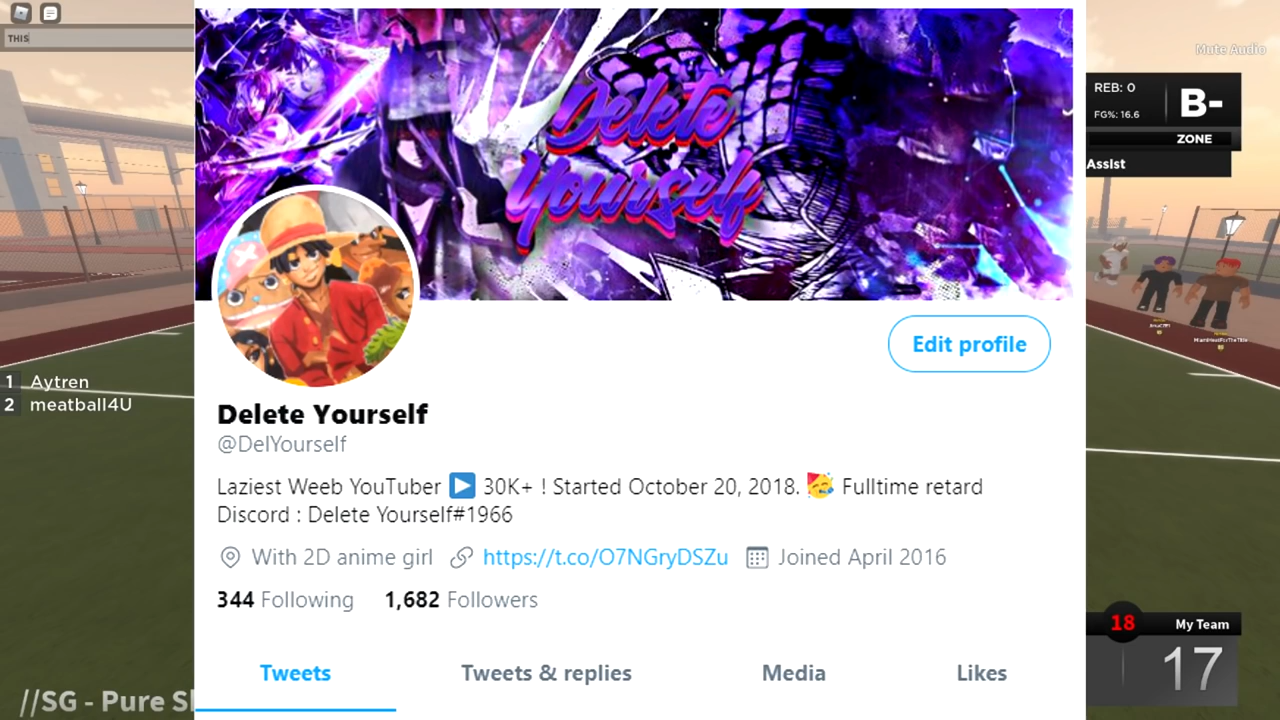 THIS
Mute Audio
REB: 0
B-
FG%: 16.6
ZONE
Assist
Delete
Yourself
Edit profile
1 Aytren
2 meatball4U
Delete Yourself
@DelYourself
Laziest Weeb YouTuber ▶️ 30K+ ! Started October 20, 2018. 🥳 Fulltime retard
Discord : Delete Yourself#1966
With 2D anime girl https://t.co/O7NGryDSZu Joined April 2016
344 Following 1,682 Followers
18 My Team
17
Tweets Tweets & replies Media Likes
//SG - Pure